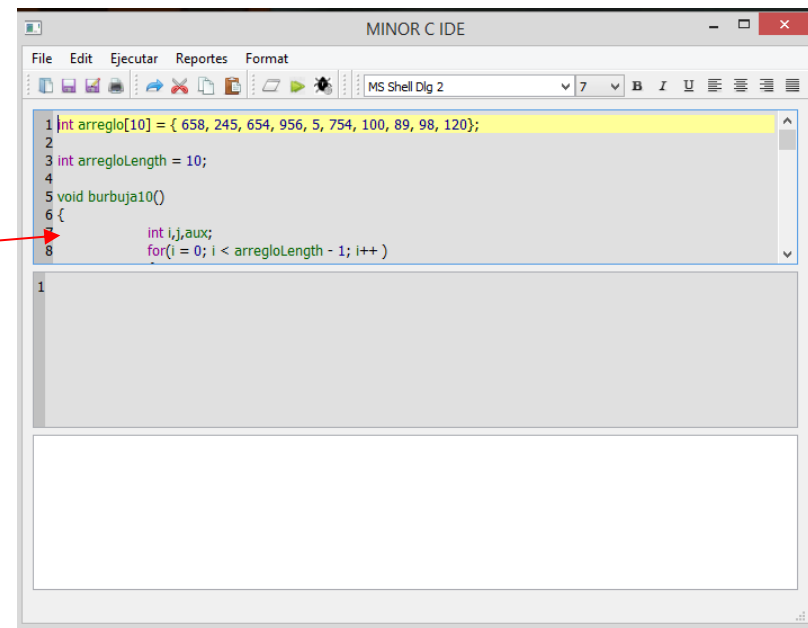 MINOR C IDE
File Edit Ejecutar Reportes Format
MS Shell Dlg 2 7 B I U
1 int arreglo[10] = { 658, 245, 654, 956, 5, 754, 100, 89, 98, 120};
2
3 int arregloLength = 10;
4
5 void burbuja10()
6 {
7 int i,j,aux;
8 for(i = 0; i < arregloLength - 1; i++ )
1